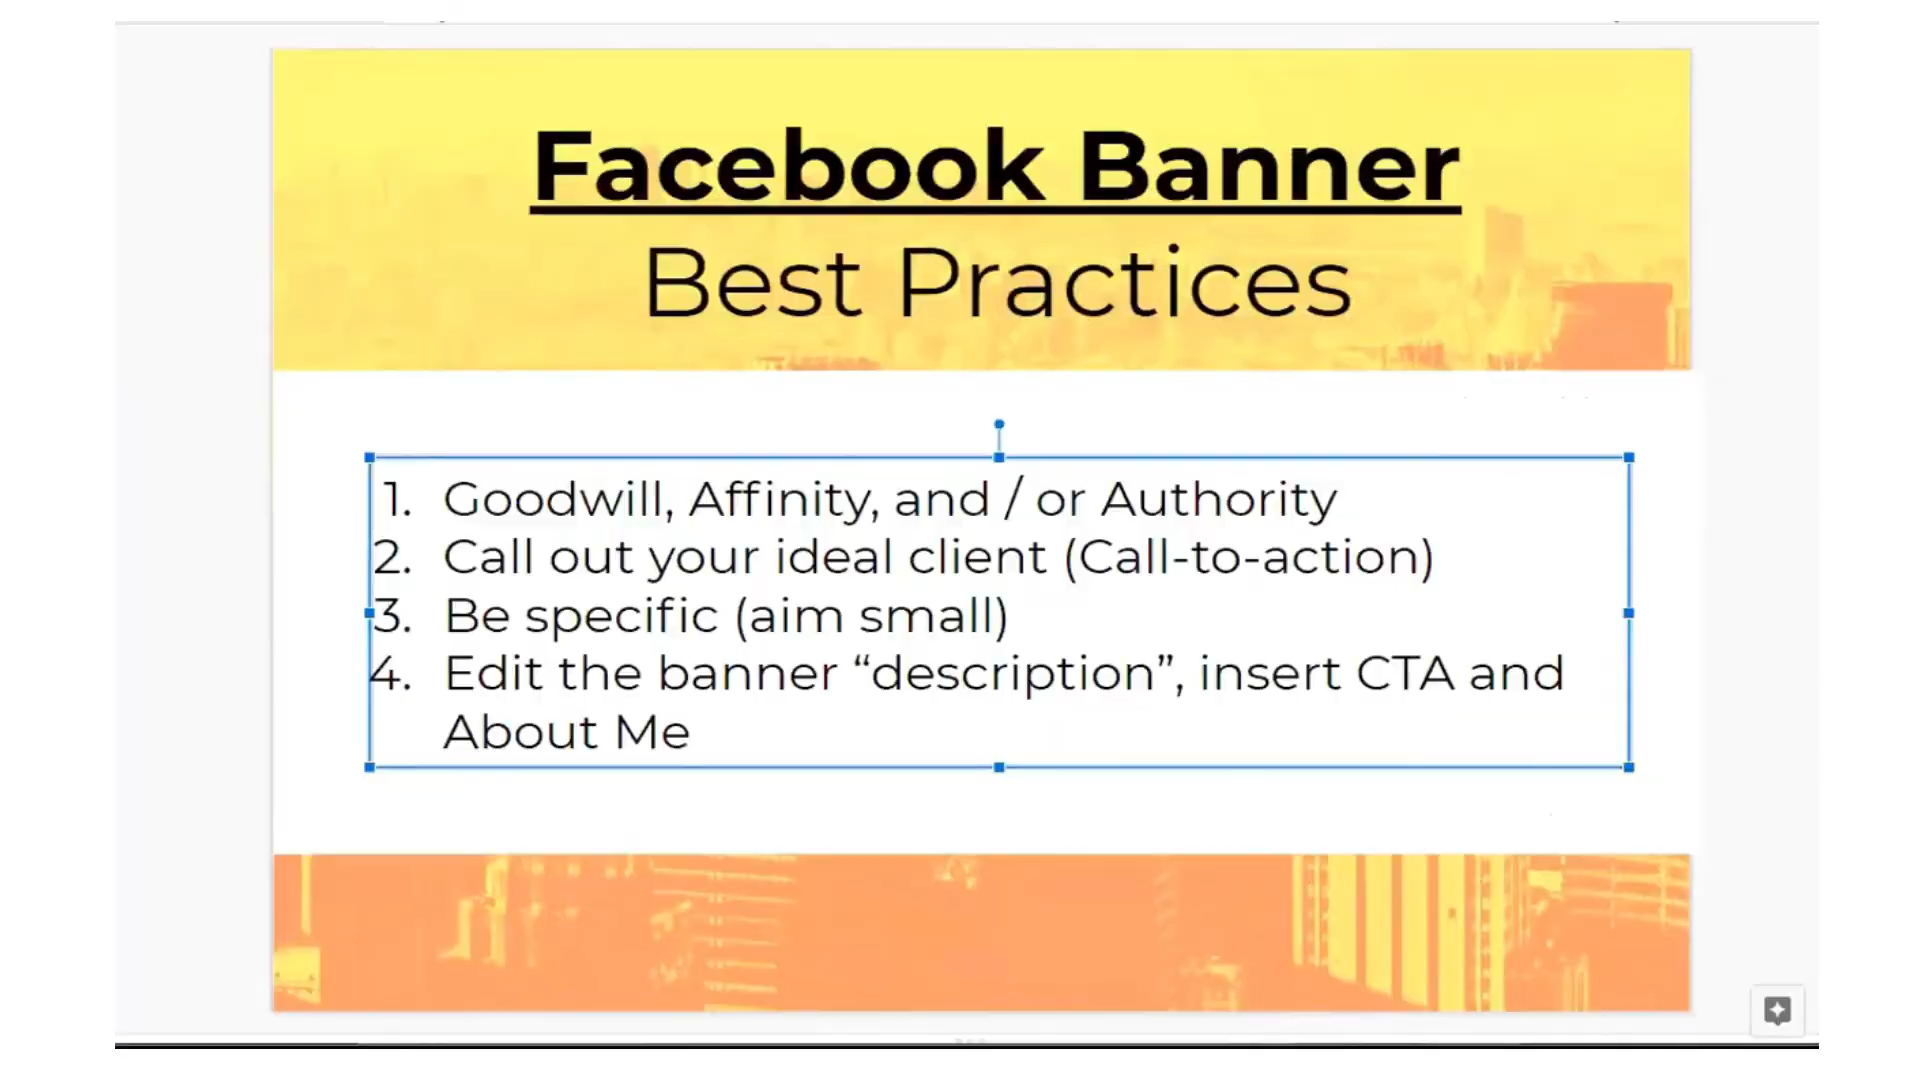 Facebook Banner
Best Practices
1. Goodwill, Affinity, and / or Authority
2. Call out your ideal client (Call-to-action)
3. Be specific (aim small)
4. Edit the banner “description”, insert CTA and
About Me